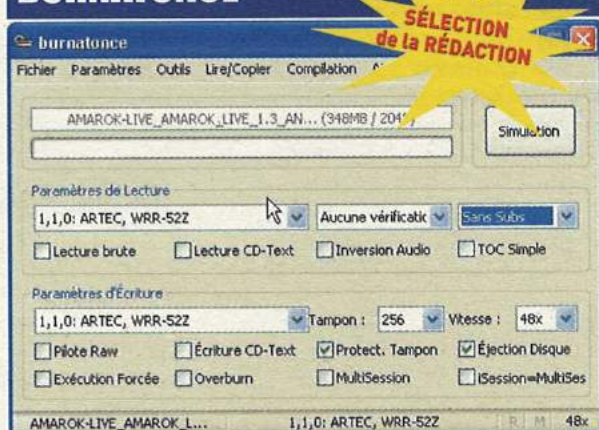 BURNATONCE
SÉLECTION
de la RÉDACTION
burnatonce
Fichier Paramètres Outils Lire/Copier Compilation
AMAROK-LIVE_AMAROK_LIVE_1.3_AN... (348MB / 204
Simulation
Paramètres de Lecture
1,1,0: ARTEC, WRR-52Z Aucune vérificatic Sans Subs
Lecture brute Lecture CD-Text Inversion Audio TOC Simple
Paramètres d'Écriture
1,1,0: ARTEC, WRR-52Z Tampon : 256 Vitesse : 48x
Pilote Raw Écriture CD-Text Protect. Tampon Éjection Disque
Exécution Forcée Overburn MultiSession iSession=MultiSes
AMAROK-LIVE_AMAROK_L... 1,1,0: ARTEC, WRR-52Z R M 48x